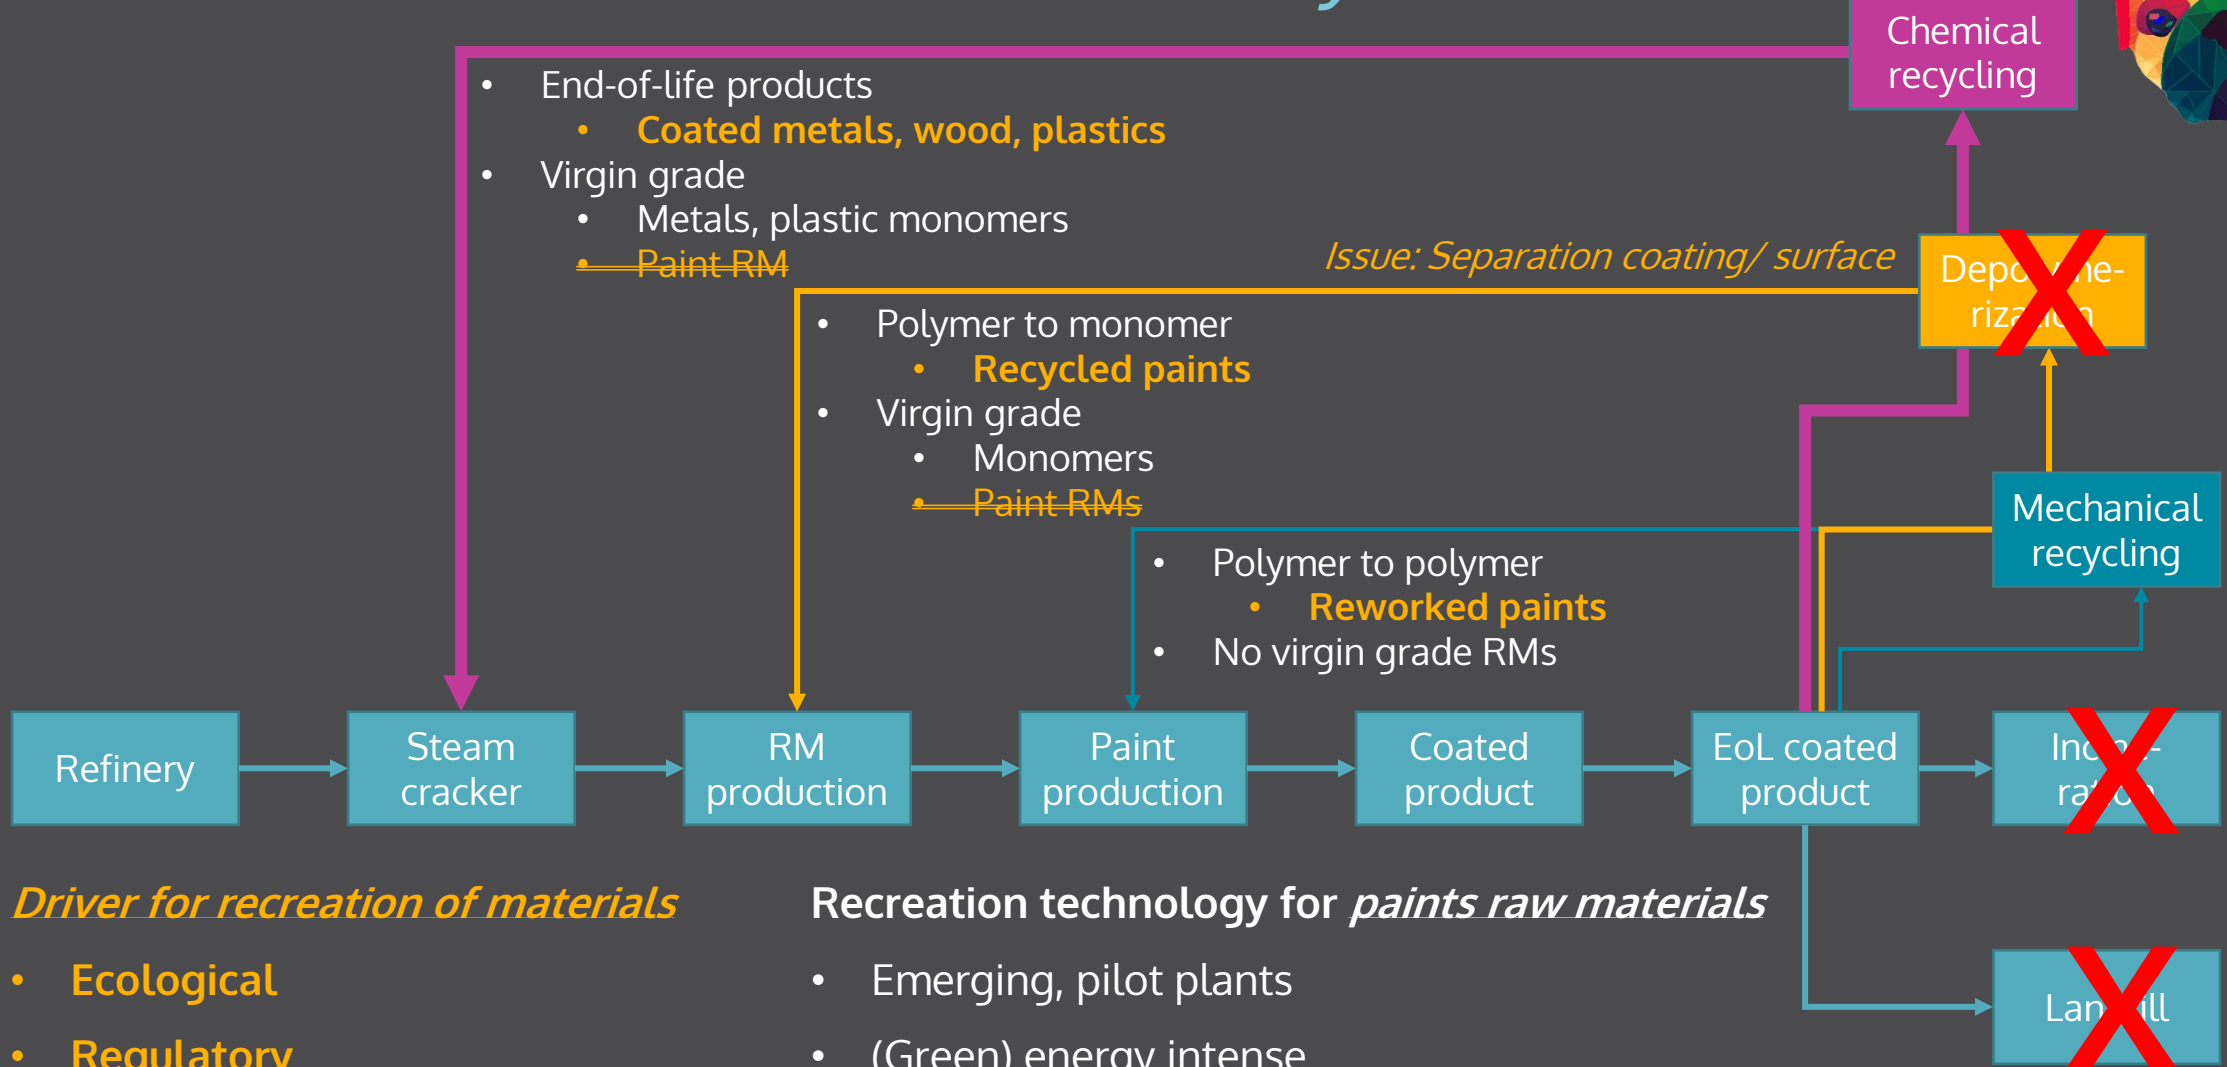 Chemical
recycling
• End-of-life products
• Coated metals, wood, plastics
• Virgin grade
• Metals, plastic monomers
• Paint RM
Issue: Separation coating/ surface
• Polymer to monomer
• Recycled paints
• Virgin grade
• Monomers
• Paint RMs
Mechanical
recycling
• Polymer to polymer
• Reworked paints
• No virgin grade RMs
Refinery
Steam
cracker
RM
production
Paint
production
Coated
product
EoL coated
product
Driver for recreation of materials
• Ecological
• Regulatory
Recreation technology for paints raw materials
• Emerging, pilot plants
• (Green) energy intense